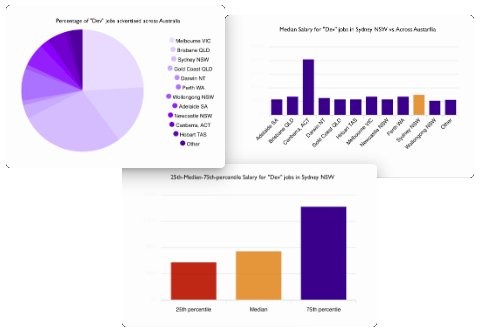 Percentage of "Dev" jobs advertised across Australia
Melbourne VIC
Brisbane QLD
Sydney NSW
Gold Coast QLD
Darwin NT
Perth WA
Wollongong NSW
Adelaide SA
Newcastle NSW
Canberra, ACT
Hobart TAS
Other
Median Salary for "Dev" jobs in Sydney NSW vs. Across Australia
Adelaide SA
Brisbane QLD
Canberra, ACT
Darwin NT
Gold Coast QLD
Hobart TAS
Melbourne VIC
Newcastle NSW
Perth WA
Sydney NSW
Wollongong NSW
Other
25th-Median-75th-percentile Salary for "Dev" jobs in Sydney NSW
25th percentile
Median
75th percentile